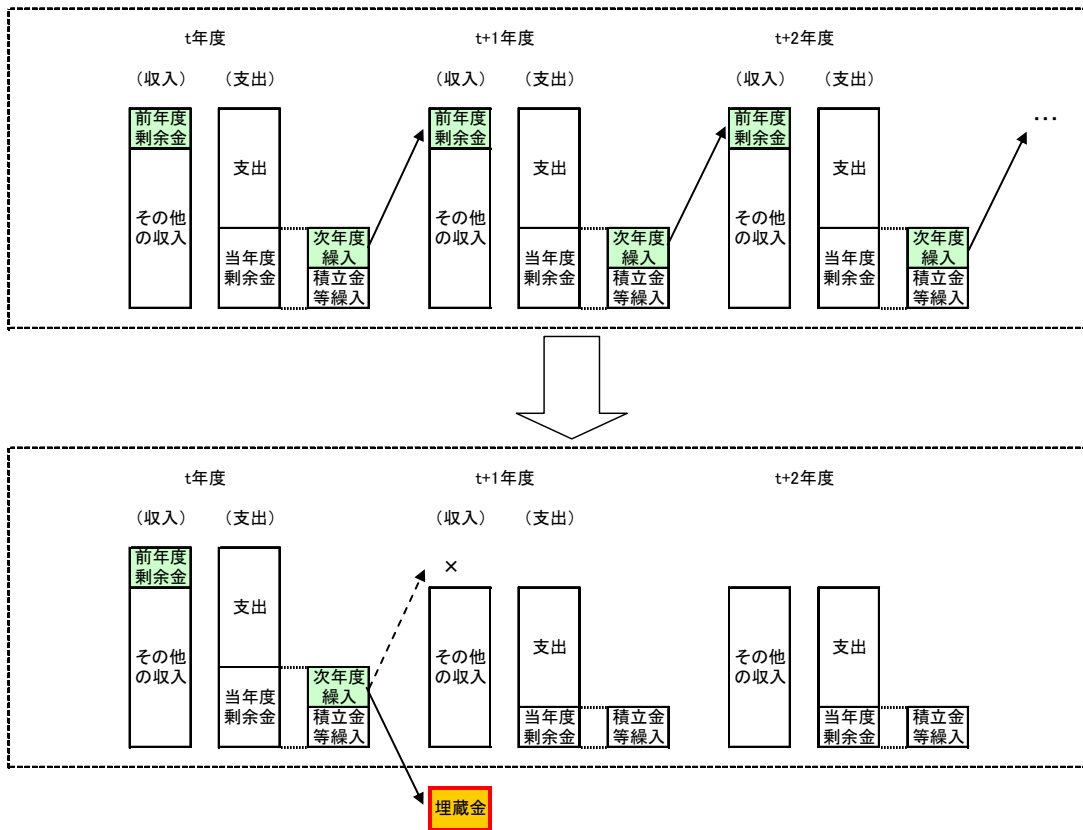 t年度
t+1年度
t+2年度
（収入）
（支出）
（収入）
（支出）
（収入）
（支出）
前年度
剰余金
その他
の収入
支出
当年度
剰余金
次年度
繰入
積立金
等繰入
前年度
剰余金
その他
の収入
支出
当年度
剰余金
次年度
繰入
積立金
等繰入
前年度
剰余金
その他
の収入
支出
当年度
剰余金
次年度
繰入
積立金
等繰入
…
t年度
t+1年度
t+2年度
（収入）
（支出）
（収入）
（支出）
前年度
剰余金
その他
の収入
支出
当年度
剰余金
次年度
繰入
積立金
等繰入
×
その他
の収入
支出
当年度
剰余金
積立金
等繰入
その他
の収入
支出
当年度
剰余金
積立金
等繰入
埋蔵金